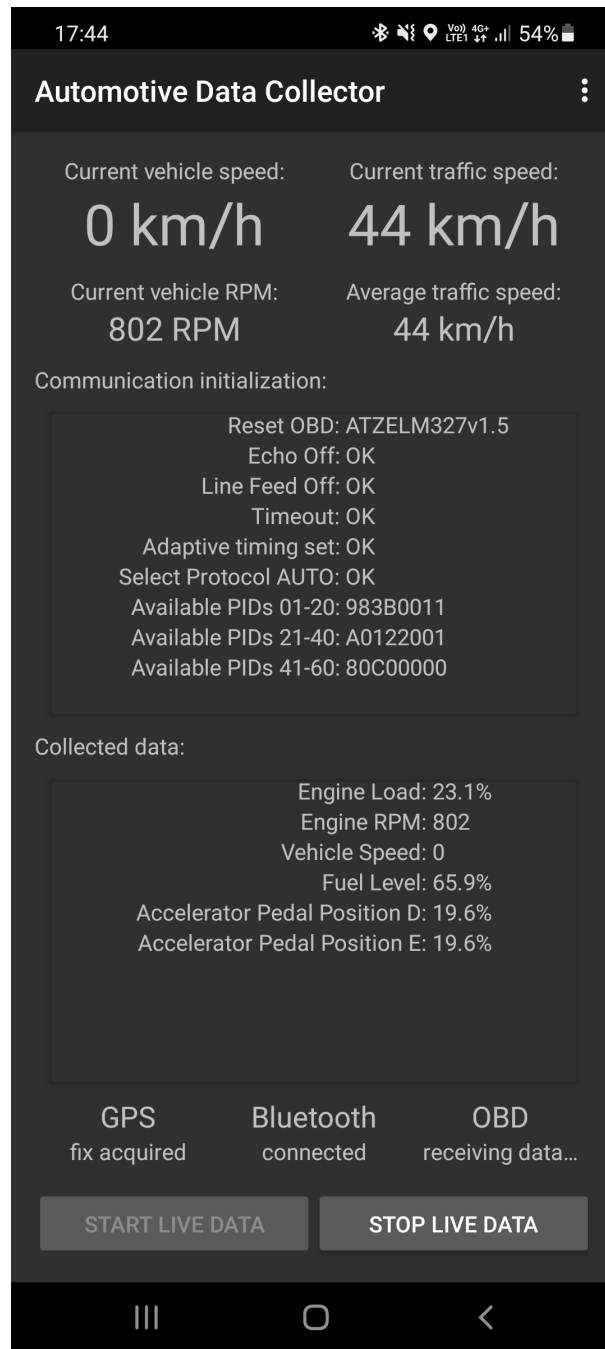 17:44 Vo)) LTE1 4G+ 54%
Automotive Data Collector
Current vehicle speed: Current traffic speed:
0 km/h 44 km/h
Current vehicle RPM: Average traffic speed:
802 RPM 44 km/h
Communication initialization:
Reset OBD: ATZELM327v1.5
Echo Off: OK
Line Feed Off: OK
Timeout: OK
Adaptive timing set: OK
Select Protocol AUTO: OK
Available PIDs 01-20: 983B0011
Available PIDs 21-40: A0122001
Available PIDs 41-60: 80C00000
Collected data:
Engine Load: 23.1%
Engine RPM: 802
Vehicle Speed: 0
Fuel Level: 65.9%
Accelerator Pedal Position D: 19.6%
Accelerator Pedal Position E: 19.6%
GPS Bluetooth OBD
fix acquired connected receiving data...
START LIVE DATA STOP LIVE DATA